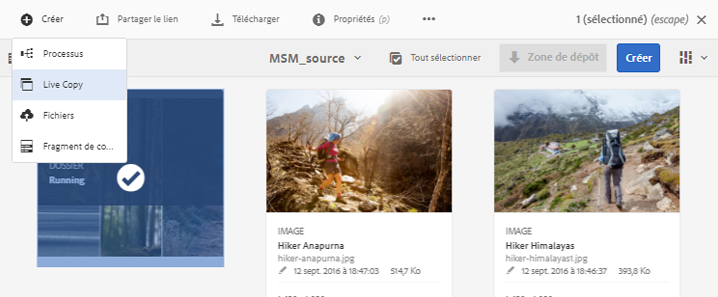 Créer Partager le lien Télécharger Propriétés (p) ••• 1 (sélectionné) (escape)
Processus
Live Copy
Fichiers
Fragment de co...
MSM_source Tout sélectionner Zone de dépôt Créer
DOSSIER
Running
IMAGE
Hiker Anapurna
hiker-anapurna.jpg
12 sept. 2016 à 18:47:03 514,7 Ko
IMAGE
Hiker Himalayas
hiker-himalayast.jpg
12 sept. 2016 à 18:46:37 393,8 Ko